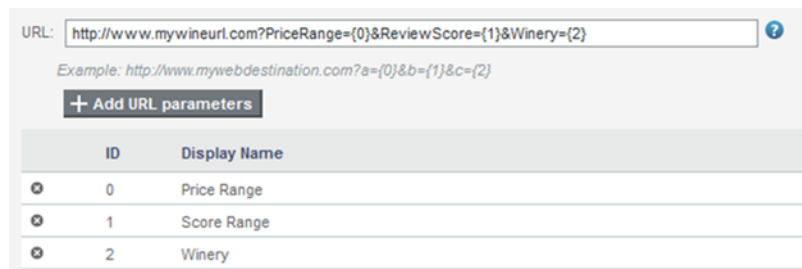 URL: http://www.mywineurl.com?PriceRange={0}&ReviewScore={1}&Winery={2} ?
Example: http://www.mywebdestination.com?a={0}&b={1}&c={2}
+ Add URL parameters
ID Display Name
0 Price Range
1 Score Range
2 Winery